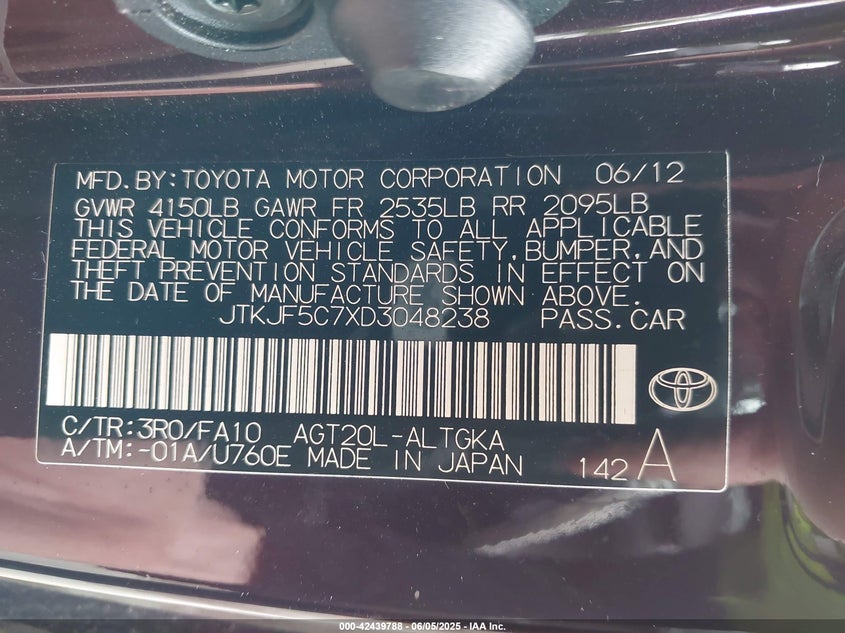 MFD.BY:TOYOTA MOTOR CORPORATION 06/12
GVWR 4150LB GAWR FR 2535LB RR 2095LB
THIS VEHICLE CONFORMS TO ALL APPLICABLE
FEDERAL MOTOR VEHICLE SAFETY,BUMPER,AND
THEFT PREVENTION STANDARDS IN EFFECT ON
THE DATE OF MANUFACTURE SHOWN ABOVE.
JTKJF5C7XD3048238 PASS.CAR
C/TR:3R0/FA10 AGT20L-ALTGKA
A/TM:-01A/U760E MADE IN JAPAN
142 A
000-42439788 - 06/05/2025 - IAA Inc.